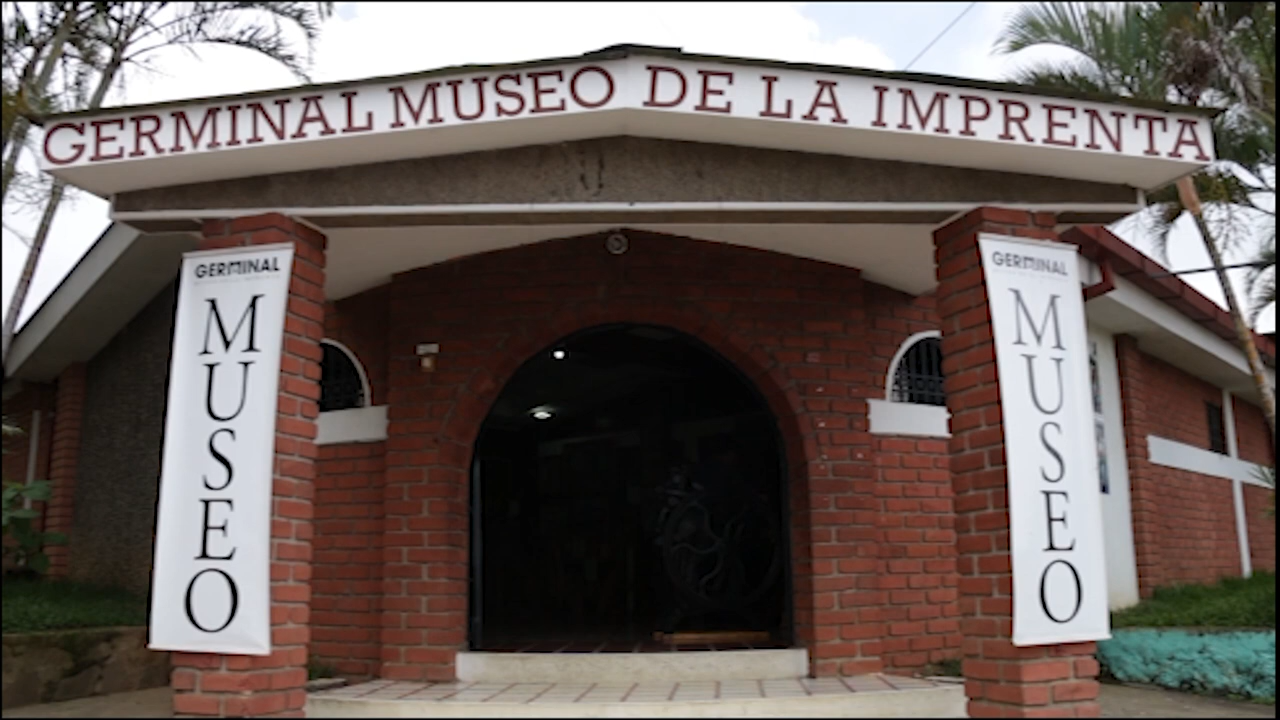 GERMINAL MUSEO DE LA IMPRENTA
GERMINAL
MUSEO
GERMINAL
MUSEO